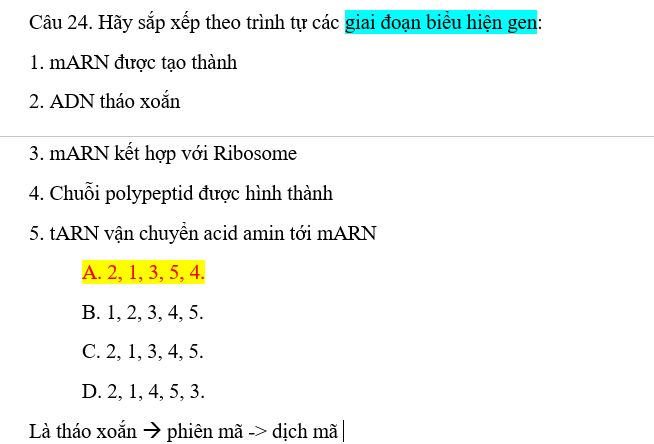 Câu 24. Hãy sắp xếp theo trình tự các giai đoạn biểu hiện gen:
1. mARN được tạo thành
2. ADN tháo xoắn
3. mARN kết hợp với Ribosome
4. Chuỗi polypeptid được hình thành
5. tARN vận chuyển acid amin tới mARN
A. 2, 1, 3, 5, 4.
B. 1, 2, 3, 4, 5.
C. 2, 1, 3, 4, 5.
D. 2, 1, 4, 5, 3.
Là tháo xoắn → phiên mã -> dịch mã